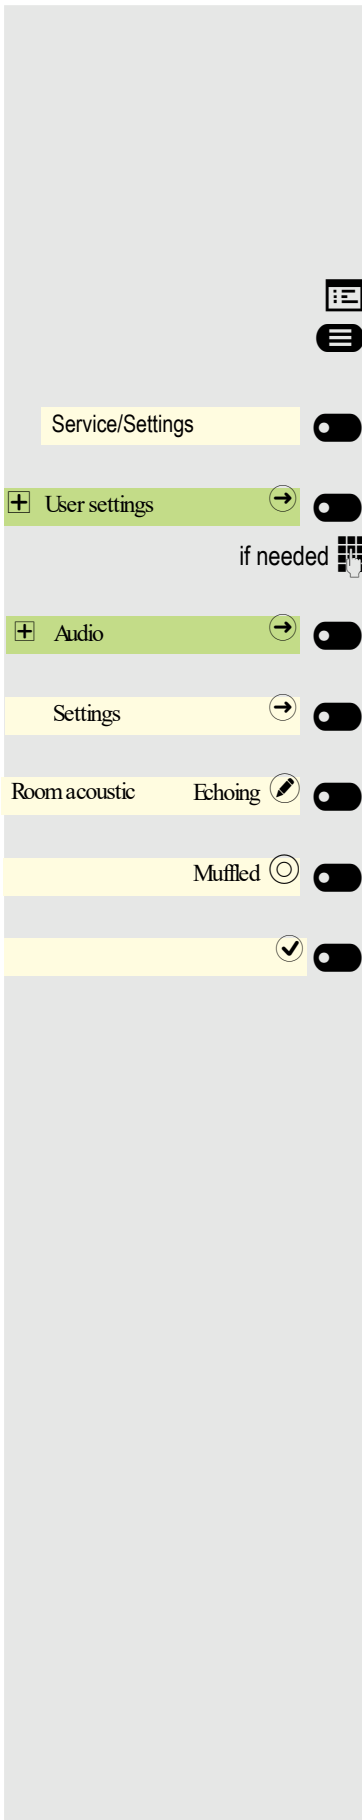 Service/Settings
User settings
if needed
Audio
Settings
Room acoustic Echoing
Muffled